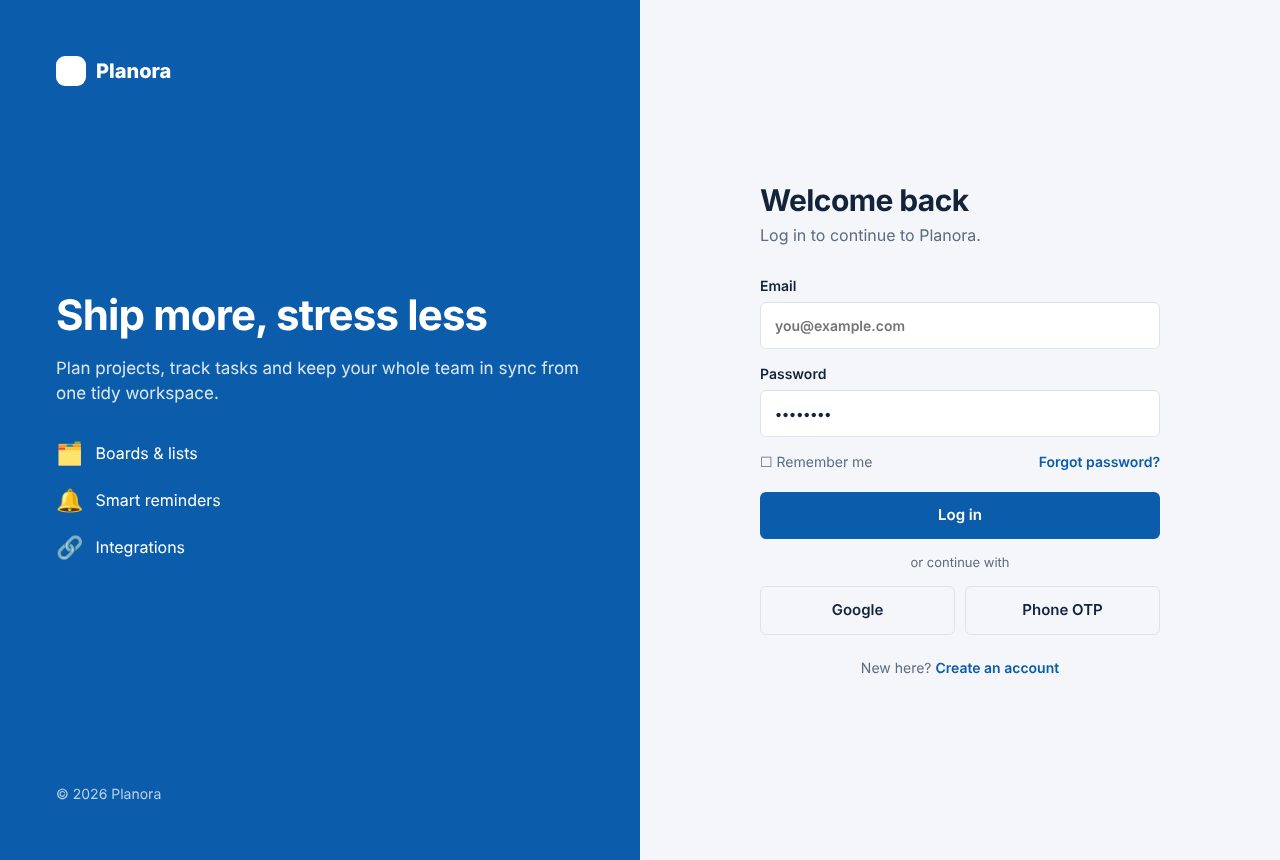 Planora
Ship more, stress less
Plan projects, track tasks and keep your whole team in sync from
one tidy workspace.
Boards & lists
Smart reminders
Integrations
© 2026 Planora
Welcome back
Log in to continue to Planora.
Email
you@example.com
Password
••••••••
☐ Remember me
Forgot password?
Log in
or continue with
Google
Phone OTP
New here? Create an account